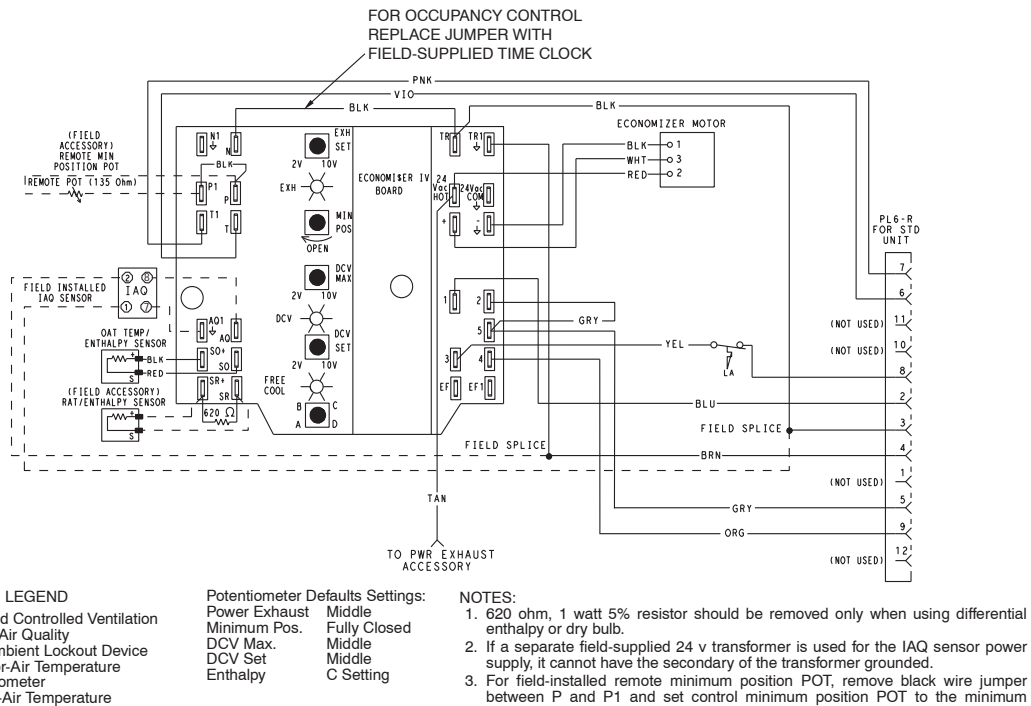 FOR OCCUPANCY CONTROL
REPLACE JUMPER WITH
FIELD-SUPPLIED TIME CLOCK
PNK
VIO
BLK
BLK
ECONOMIZER MOTOR
BLK 1
WHT 3
RED 2
(FIELD
ACCESSORY)
REMOTE MIN
POSITION POT
REMOTE POT (135 Ohm)
N1
N
BLK
P1
P
T1
T
EXH
SET
2V 10V
EXH
MIN
POS
OPEN
DCV
MAX
2V 10V
DCV
DCV
SET
2V 10V
FREE
COOL
B C
A D
ECONOMI$ER IV
BOARD
TR TR1
24
Vac
HOT
24Vac
COM
+ -
1 2
5
3 4
EF EF1
GRY
YEL
LA
BLU
FIELD SPLICE
FIELD SPLICE
BRN
GRY
ORG
TAN
TO PWR EXHAUST
ACCESSORY
FIELD INSTALLED
IAQ SENSOR
2 8
IAQ
1 7
OAT TEMP/
ENTHALPY SENSOR
+
S
BLK
RED
(FIELD ACCESSORY)
RAT/ENTHALPY SENSOR
+
S
AQ1
AQ
SO+
SO
SR+
SR
620 Ω
PL6-R
FOR STD
UNIT
7
6
(NOT USED) 11
(NOT USED) 10
8
2
3
4
(NOT USED) 1
5
9
(NOT USED) 12
LEGEND
d Controlled Ventilation
Air Quality
mbient Lockout Device
or-Air Temperature
ometer
-Air Temperature
Potentiometer Defaults Settings:
Power Exhaust Middle
Minimum Pos. Fully Closed
DCV Max. Middle
DCV Set Middle
Enthalpy C Setting
NOTES:
1. 620 ohm, 1 watt 5% resistor should be removed only when using differential
enthalpy or dry bulb.
2. If a separate field-supplied 24 v transformer is used for the IAQ sensor power
supply, it cannot have the secondary of the transformer grounded.
3. For field-installed remote minimum position POT, remove black wire jumper
between P and P1 and set control minimum position POT to the minimum